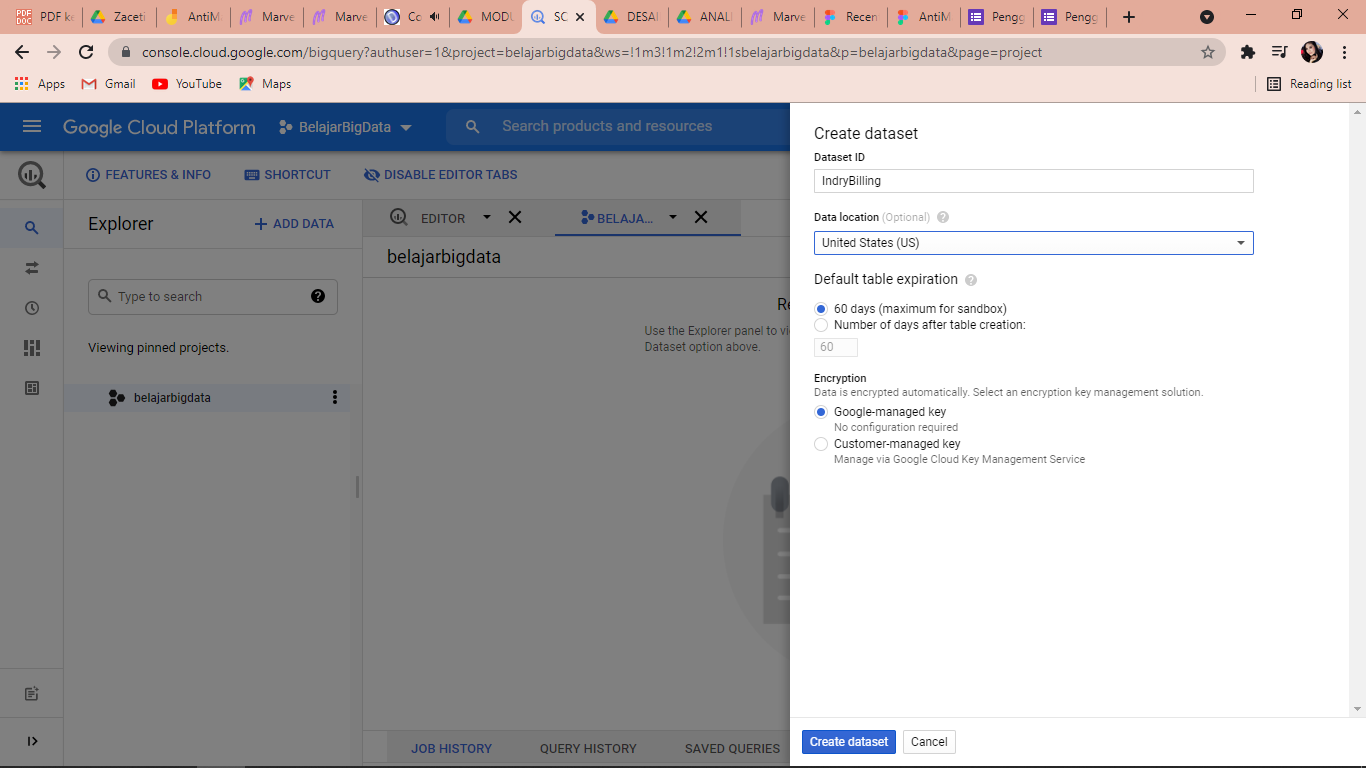 PDF ke
Zaceti
AntiMa
Marve
Marve
Co
MODU
SC
DESAI
ANALI
Marve
Recen
AntiM
Pengg
Pengg
console.cloud.google.com/bigquery?authuser=1&project=belajarbigdata&ws=!1m3!1m2!2m1!1sbelajarbigdata&p=belajarbigdata&page=project
Apps
Gmail
YouTube
Maps
Reading list
Google Cloud Platform
BelajarBigData
Search products and resources
FEATURES & INFO
SHORTCUT
DISABLE EDITOR TABS
Explorer
ADD DATA
Type to search
Viewing pinned projects.
belajarbigdata
EDITOR
BELAJA...
belajarbigdata
Use the Explorer panel to
Dataset option above.
JOB HISTORY
QUERY HISTORY
SAVED QUERIES
Create dataset
Dataset ID
IndryBilling
Data location (Optional)
United States (US)
Default table expiration
60 days (maximum for sandbox)
Number of days after table creation:
60
Encryption
Data is encrypted automatically. Select an encryption key management solution.
Google-managed key
No configuration required
Customer-managed key
Manage via Google Cloud Key Management Service
Create dataset
Cancel